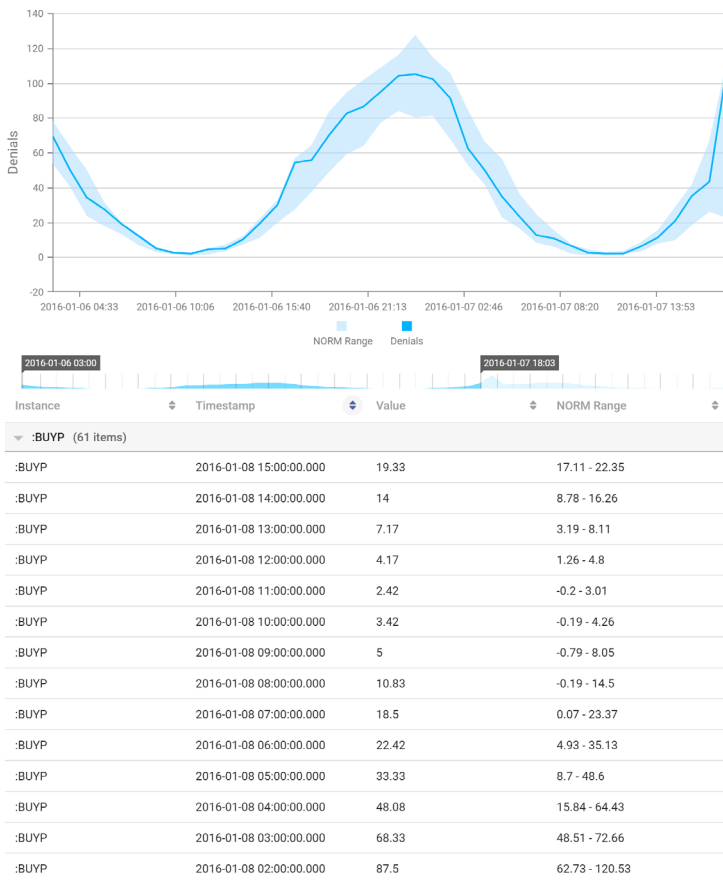 140
120
100
80
60
40
20
0
-20
Denials
2016-01-06 04:33 2016-01-06 10:06 2016-01-06 15:40 2016-01-06 21:13 2016-01-07 02:46 2016-01-07 08:20 2016-01-07 13:53
NORM Range Denials
2016-01-06 03:00 2016-01-07 18:03
Instance Timestamp Value NORM Range
:BUYP (61 items)
:BUYP 2016-01-08 15:00:00.000 19.33 17.11 - 22.35
:BUYP 2016-01-08 14:00:00.000 14 8.78 - 16.26
:BUYP 2016-01-08 13:00:00.000 7.17 3.19 - 8.11
:BUYP 2016-01-08 12:00:00.000 4.17 1.26 - 4.8
:BUYP 2016-01-08 11:00:00.000 2.42 -0.2 - 3.01
:BUYP 2016-01-08 10:00:00.000 3.42 -0.19 - 4.26
:BUYP 2016-01-08 09:00:00.000 5 -0.79 - 8.05
:BUYP 2016-01-08 08:00:00.000 10.83 -0.19 - 14.5
:BUYP 2016-01-08 07:00:00.000 18.5 0.07 - 23.37
:BUYP 2016-01-08 06:00:00.000 22.42 4.93 - 35.13
:BUYP 2016-01-08 05:00:00.000 33.33 8.7 - 48.6
:BUYP 2016-01-08 04:00:00.000 48.08 15.84 - 64.43
:BUYP 2016-01-08 03:00:00.000 68.33 48.51 - 72.66
:BUYP 2016-01-08 02:00:00.000 87.5 62.73 - 120.53